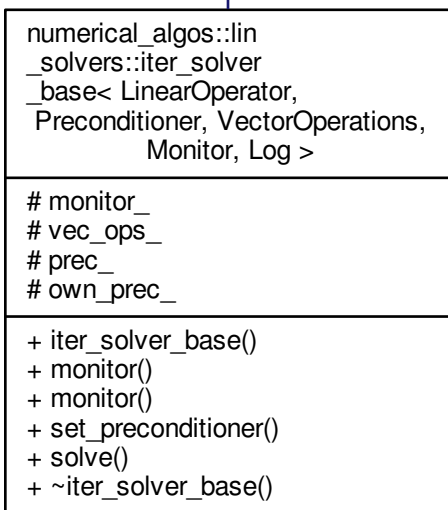 numerical_algos::lin
_solvers::iter_solver
_base< LinearOperator,
Preconditioner, VectorOperations,
Monitor, Log >
# monitor_
# vec_ops_
# prec_
# own_prec_
+ iter_solver_base()
+ monitor()
+ monitor()
+ set_preconditioner()
+ solve()
+ ~iter_solver_base()